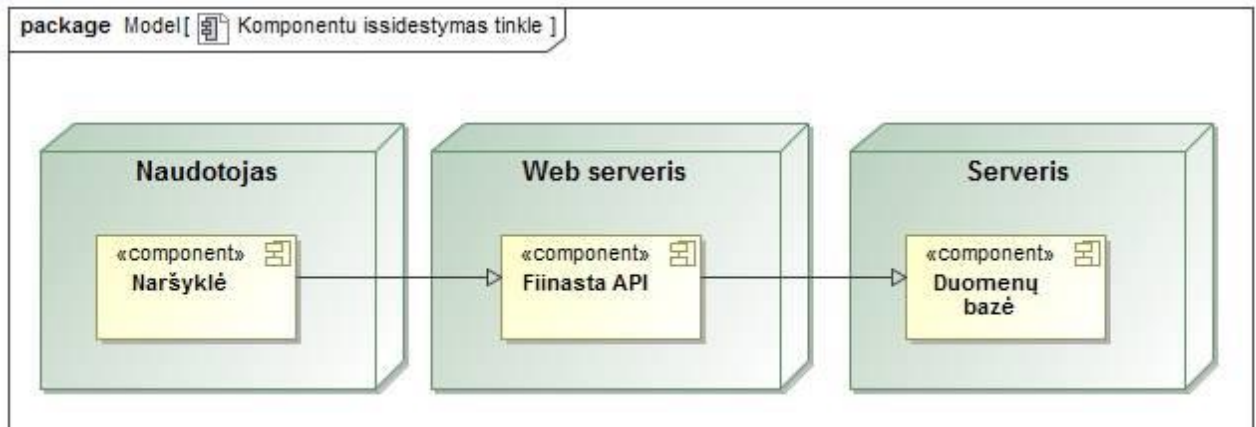 package Model[ Komponentu issidestymas tinkle ]
Naudotojas
«component»
Naršyklė
Web serveris
«component»
Fiinasta API
Serveris
«component»
Duomenų
bazė